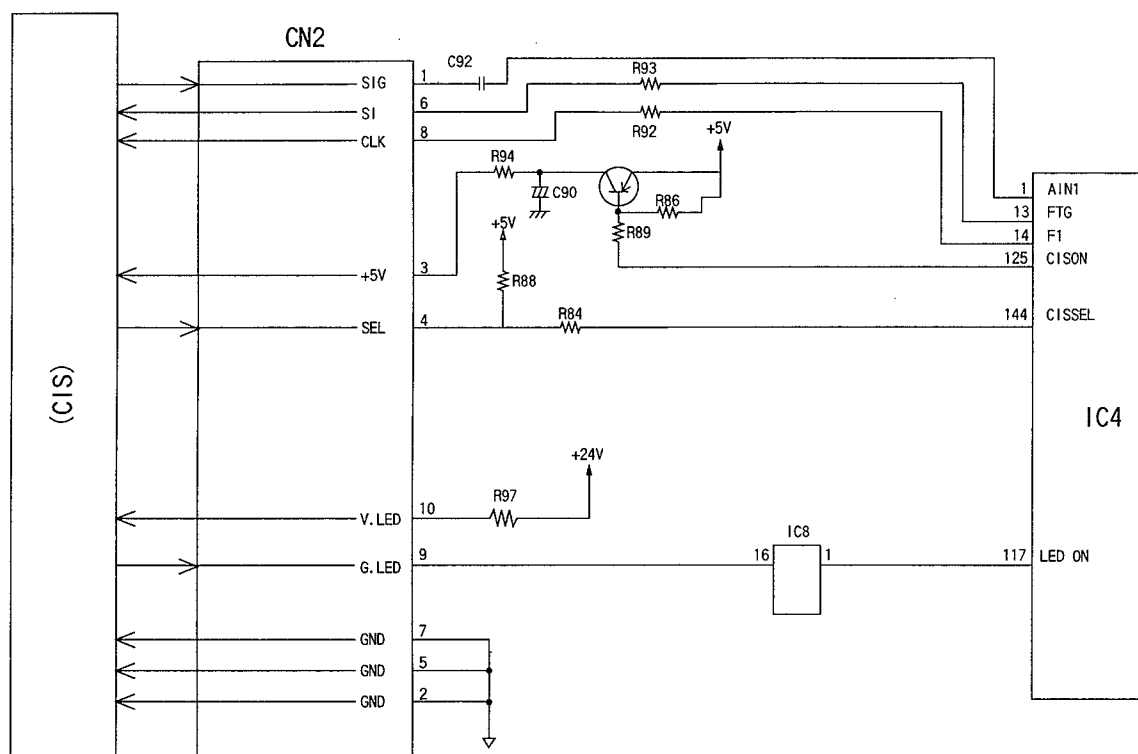 CN2
C92
SIG
1
R93
SI
6
CLK
8
R92
+5V
R94
C90
R86
R89
+5V
R88
+5V
3
SEL
4
R84
1
AIN1
13
FTG
14
F1
125
CISON
144
CISSEL
(CIS)
IC4
+24V
R97
V.LED
10
G.LED
9
16
IC8
1
117
LED ON
GND
7
GND
5
GND
2